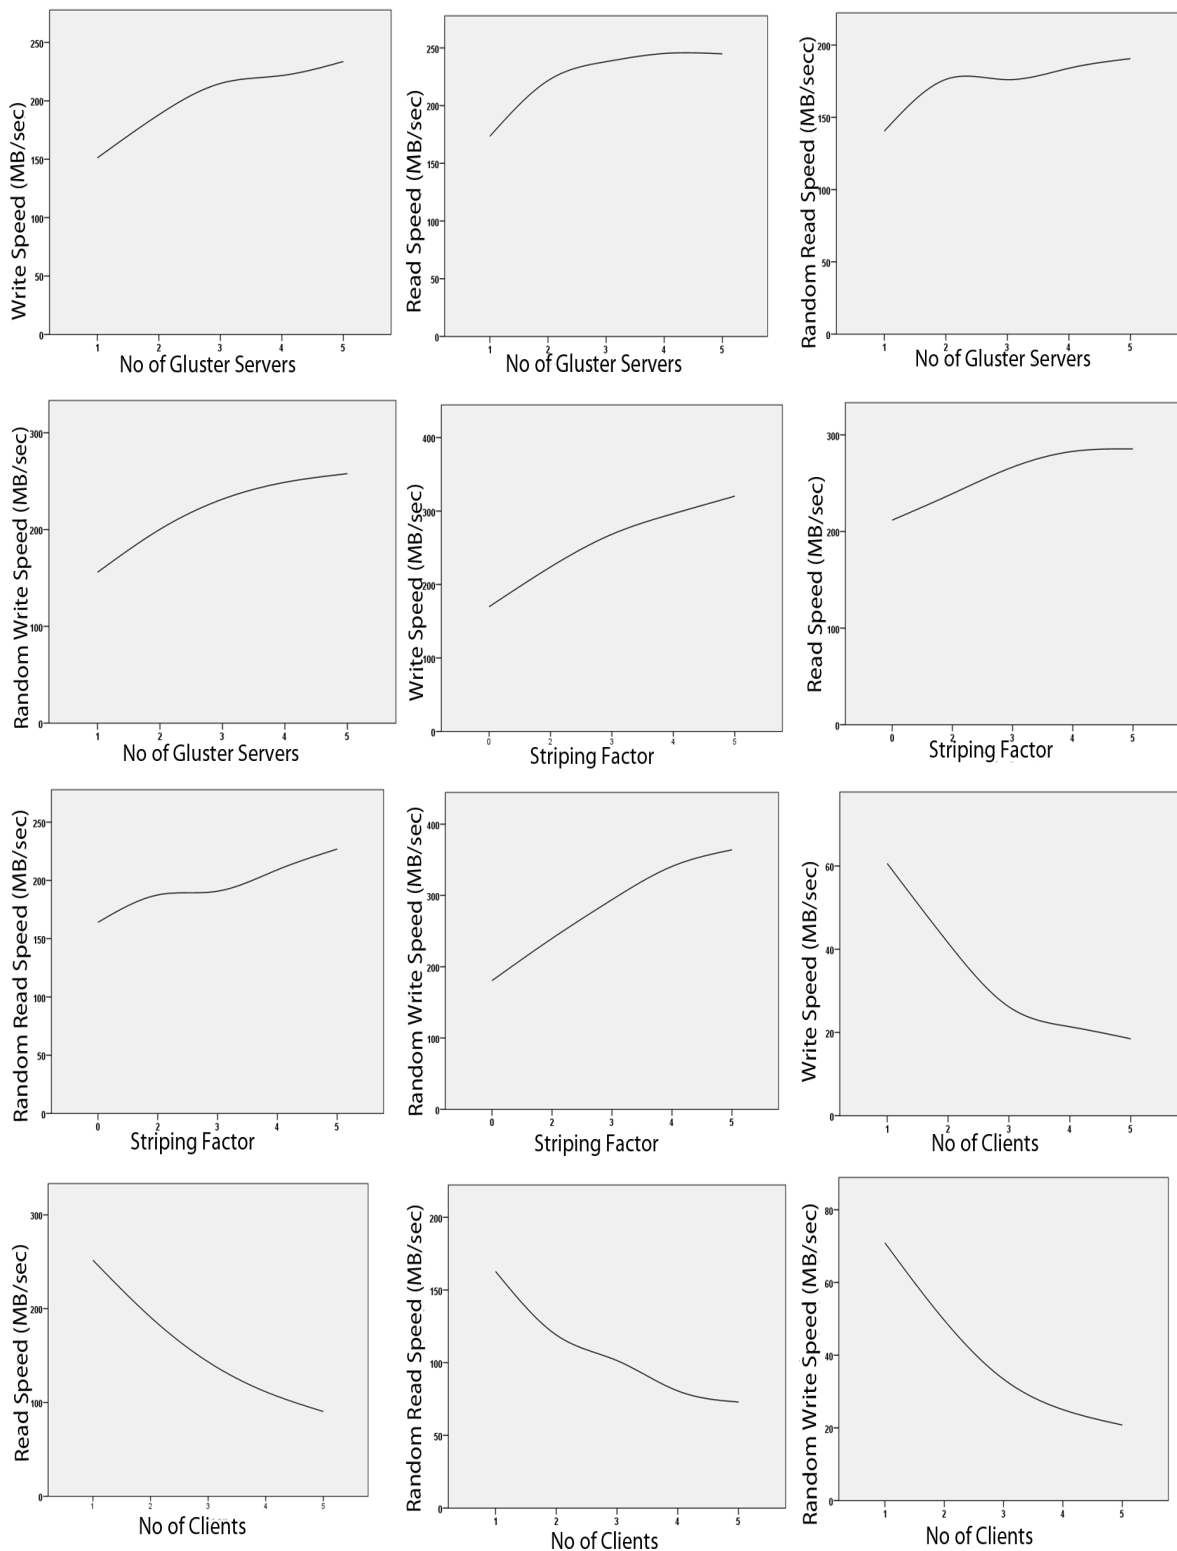 Write Speed (MB/sec)
250
200
150
100
50
0
1 2 3 4 5
No of Gluster Servers
Read Speed (MB/sec)
250
200
150
100
50
0
1 2 3 4 5
No of Gluster Servers
Random Read Speed (MB/secc)
200
150
100
50
0
1 2 3 4 5
No of Gluster Servers
Random Write Speed (MB/sec)
300
200
100
0
1 2 3 4 5
No of Gluster Servers
Write Speed (MB/sec)
400
300
200
100
0
0 2 3 4 5
Striping Factor
Read Speed (MB/sec)
300
200
100
0
0 2 3 4 5
Striping Factor
Random Read Speed (MB/sec)
250
200
150
100
50
0
0 2 3 4 5
Striping Factor
Random Write Speed (MB/sec)
400
300
200
100
0
0 2 3 4 5
Striping Factor
Write Speed (MB/sec)
60
40
20
0
1 2 3 4 5
No of Clients
Read Speed (MB/sec)
300
200
100
0
1 2 3 4 5
No of Clients
Random Read Speed (MB/sec)
200
150
100
50
0
1 2 3 4 5
No of Clients
Random Write Speed (MB/sec)
80
60
40
20
0
1 2 3 4 5
No of Clients